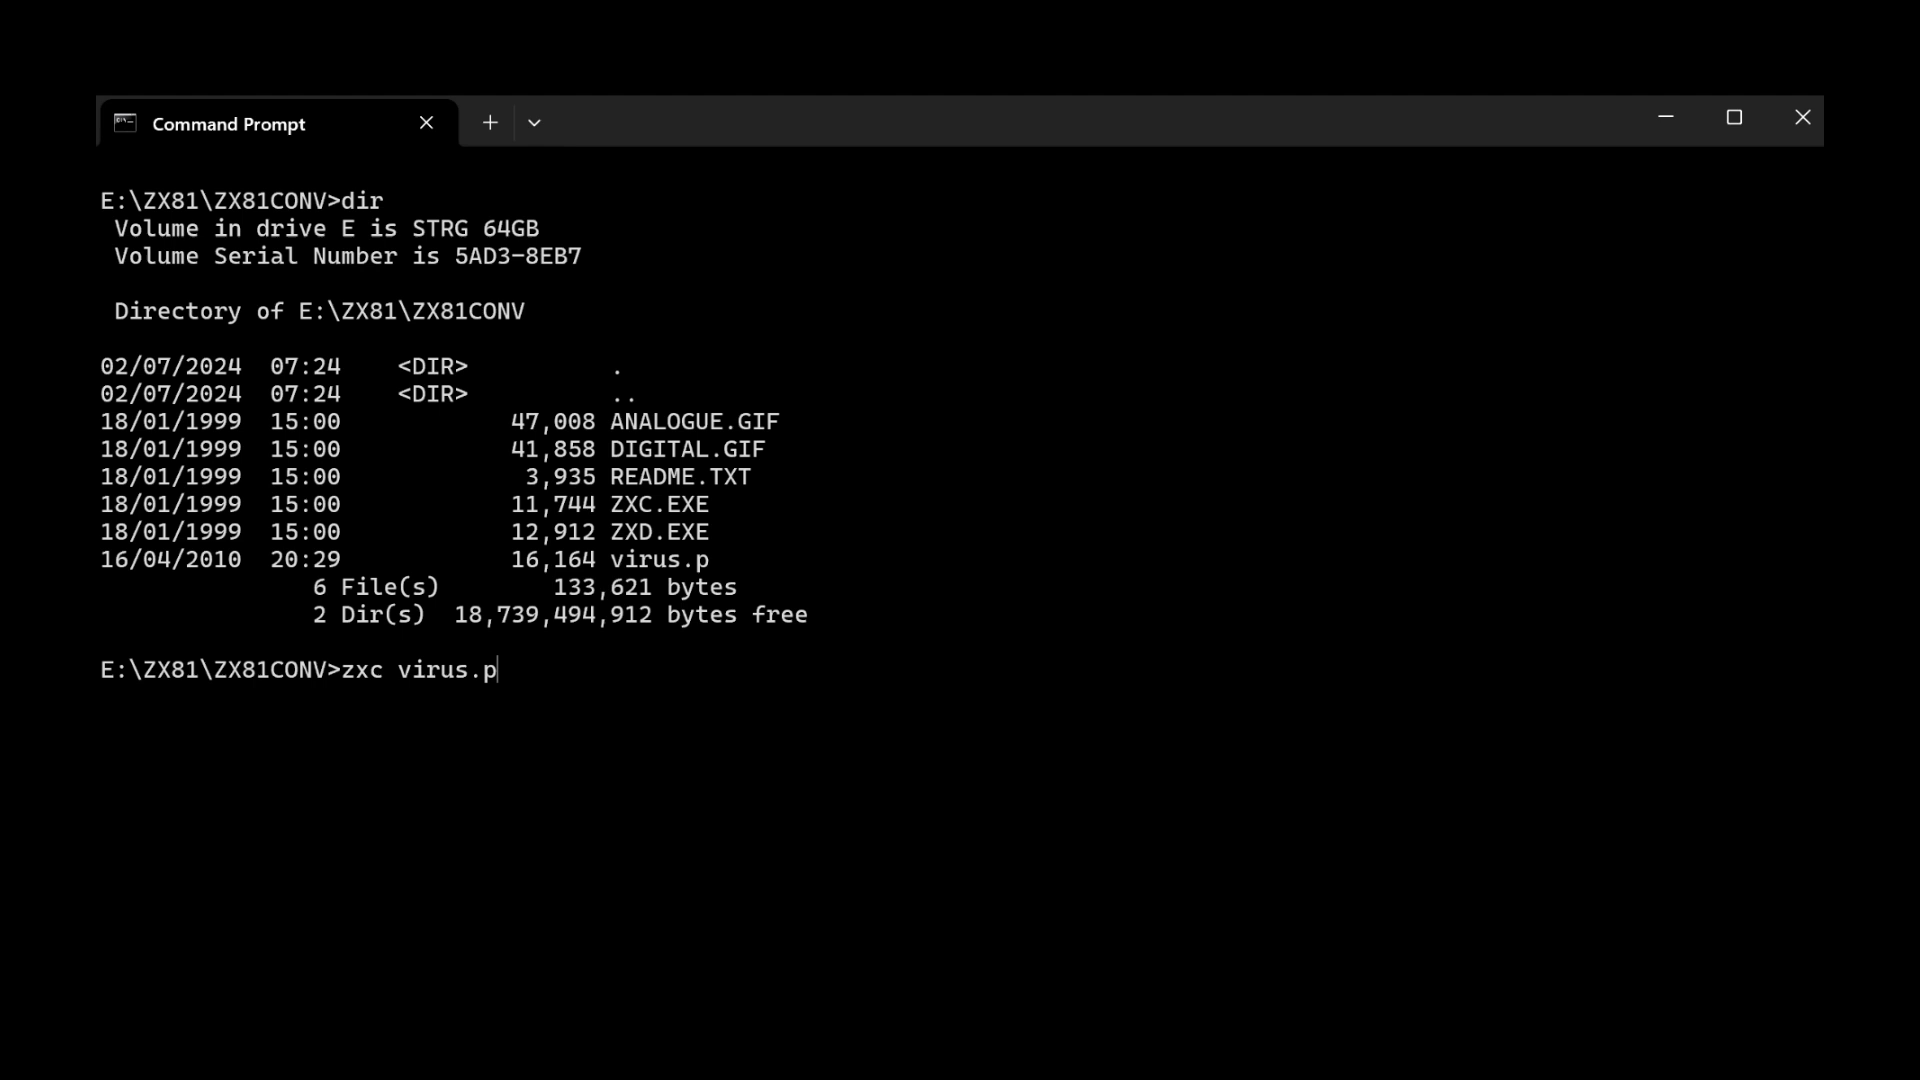 Command Prompt
E:\ZX81\ZX81CONV>dir
 Volume in drive E is STRG 64GB
 Volume Serial Number is 5AD3-8EB7

 Directory of E:\ZX81\ZX81CONV

02/07/2024  07:24    <DIR>          .
02/07/2024  07:24    <DIR>          ..
18/01/1999  15:00            47,008 ANALOGUE.GIF
18/01/1999  15:00            41,858 DIGITAL.GIF
18/01/1999  15:00             3,935 README.TXT
18/01/1999  15:00            11,744 ZXC.EXE
18/01/1999  15:00            12,912 ZXD.EXE
16/04/2010  20:29            16,164 virus.p
               6 File(s)        133,621 bytes
               2 Dir(s)  18,739,494,912 bytes free

E:\ZX81\ZX81CONV>zxc virus.p